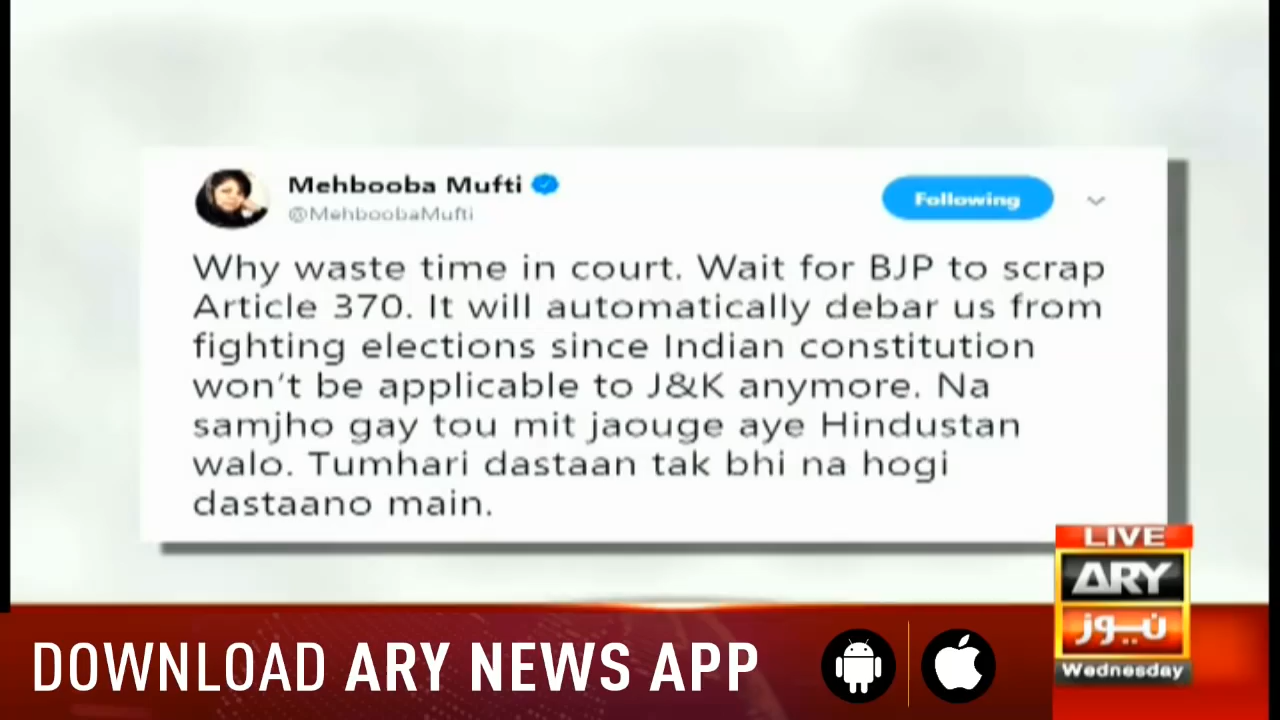 Mehbooba Mufti
@MehboobaMufti
Following
Why waste time in court. Wait for BJP to scrap
Article 370. It will automatically debar us from
fighting elections since Indian constitution
won't be applicable to J&K anymore. Na
samjho gay tou mit jaouge aye Hindustan
walo. Tumhari dastaan tak bhi na hogi
dastaano main.
LIVE
ARY
نیوز
Wednesday
DOWNLOAD ARY NEWS APP